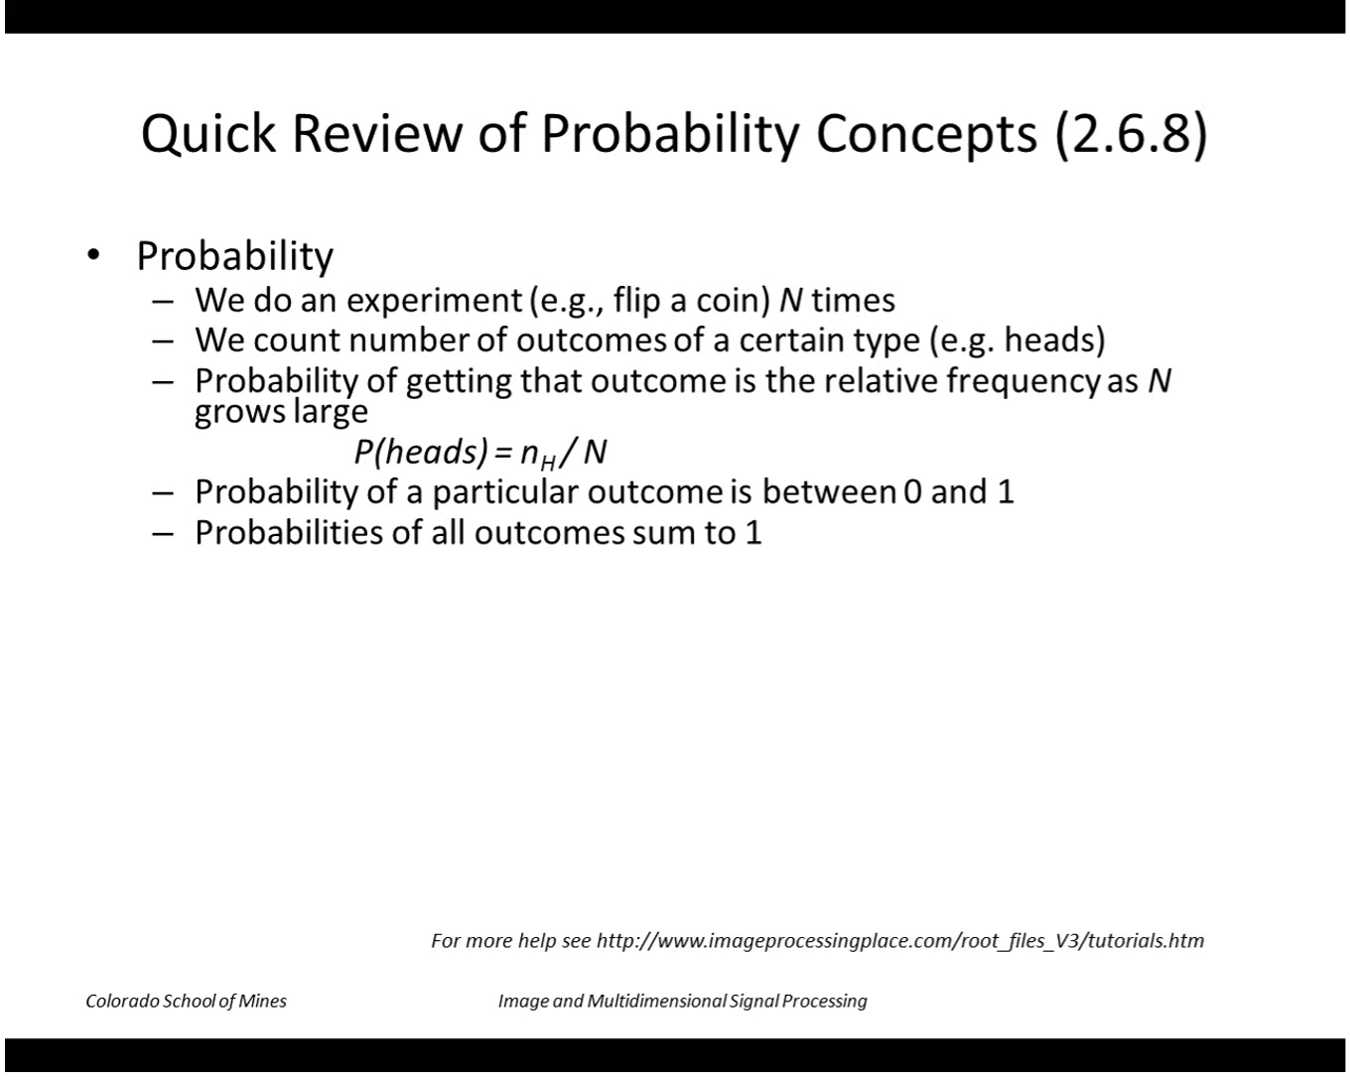 Quick Review of Probability Concepts (2.6.8)
• Probability
– We do an experiment (e.g., flip a coin) N times
– We count number of outcomes of a certain type (e.g. heads)
– Probability of getting that outcome is the relative frequency as N
grows large
P(heads) = n_H / N
– Probability of a particular outcome is between 0 and 1
– Probabilities of all outcomes sum to 1
For more help see http://www.imageprocessingplace.com/root_files_V3/tutorials.htm
Colorado School of Mines
Image and Multidimensional Signal Processing